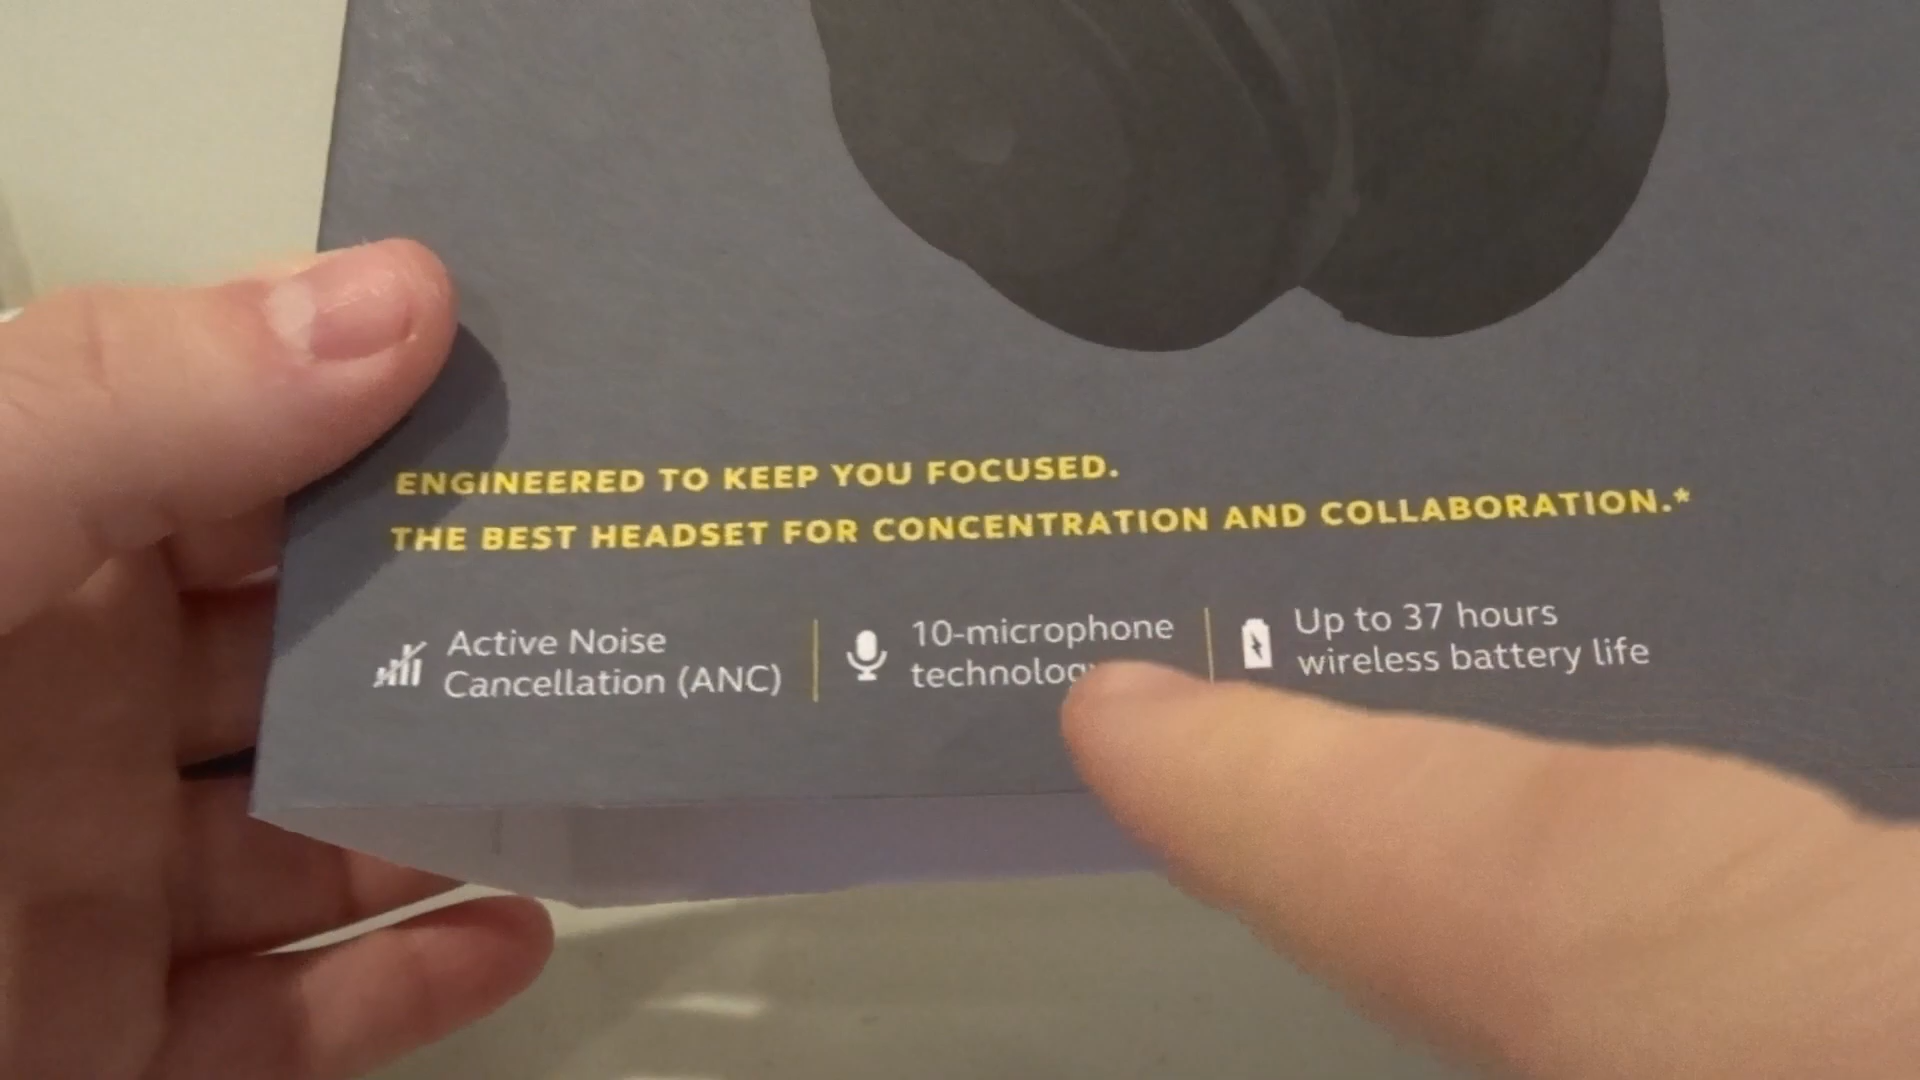 ENGINEERED TO KEEP YOU FOCUSED.
THE BEST HEADSET FOR CONCENTRATION AND COLLABORATION.*
Active Noise
Cancellation (ANC)
10-microphone
technology
Up to 37 hours
wireless battery life